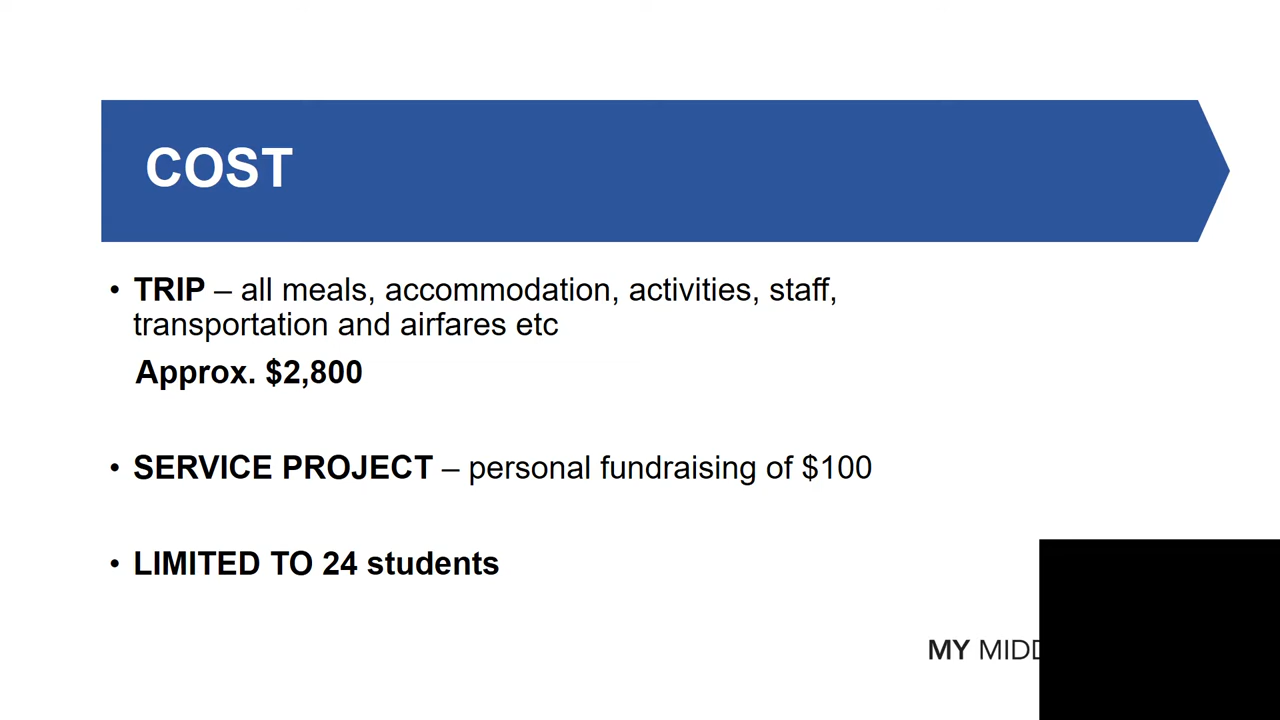 COST
• TRIP – all meals, accommodation, activities, staff,
transportation and airfares etc
Approx. $2,800
• SERVICE PROJECT – personal fundraising of $100
• LIMITED TO 24 students
MY